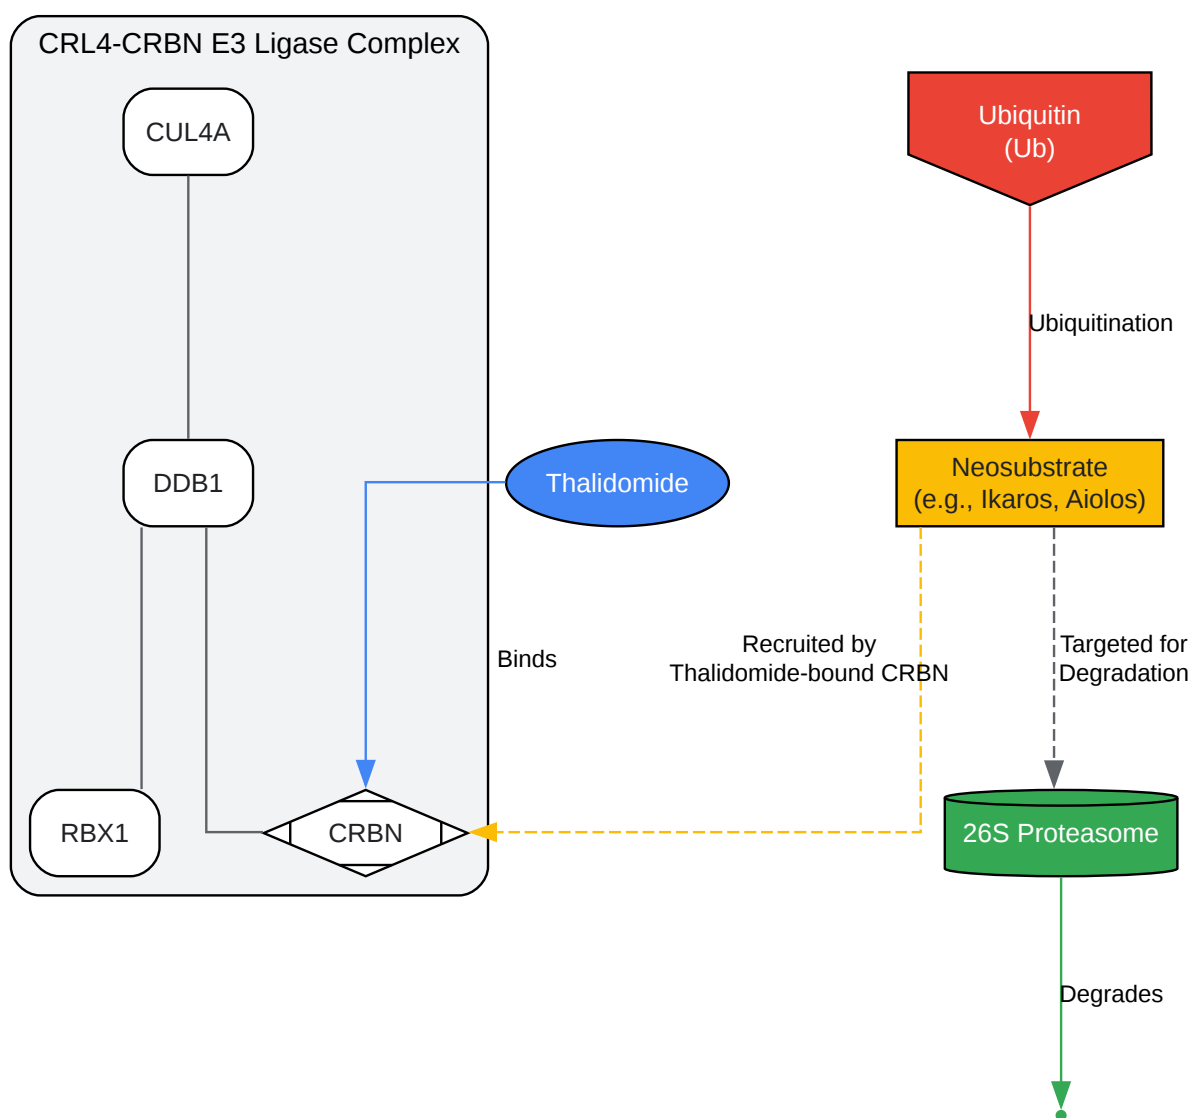 CRL4-CRBN E3 Ligase Complex
CUL4A
Ubiquitin
(Ub)
Ubiquitination
DDB1
Thalidomide
Neosubstrate
(e.g., Ikaros, Aiolos)
Binds
Recruited by
Thalidomide-bound CRBN
Targeted for
Degradation
RBX1
CRBN
26S Proteasome
Degrades